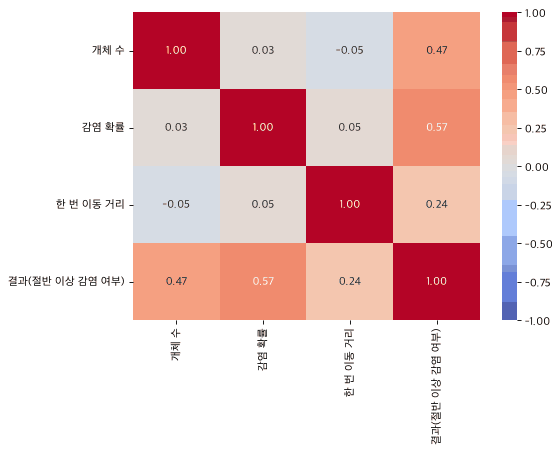 개체 수 1.00 0.03 -0.05 0.47
감염 확률 0.03 1.00 0.05 0.57
한 번 이동 거리 -0.05 0.05 1.00 0.24
결과(절반 이상 감염 여부) 0.47 0.57 0.24 1.00
개체 수
감염 확률
한 번 이동 거리
결과(절반 이상 감염 여부)
1.00
0.75
0.50
0.25
0.00
-0.25
-0.50
-0.75
-1.00